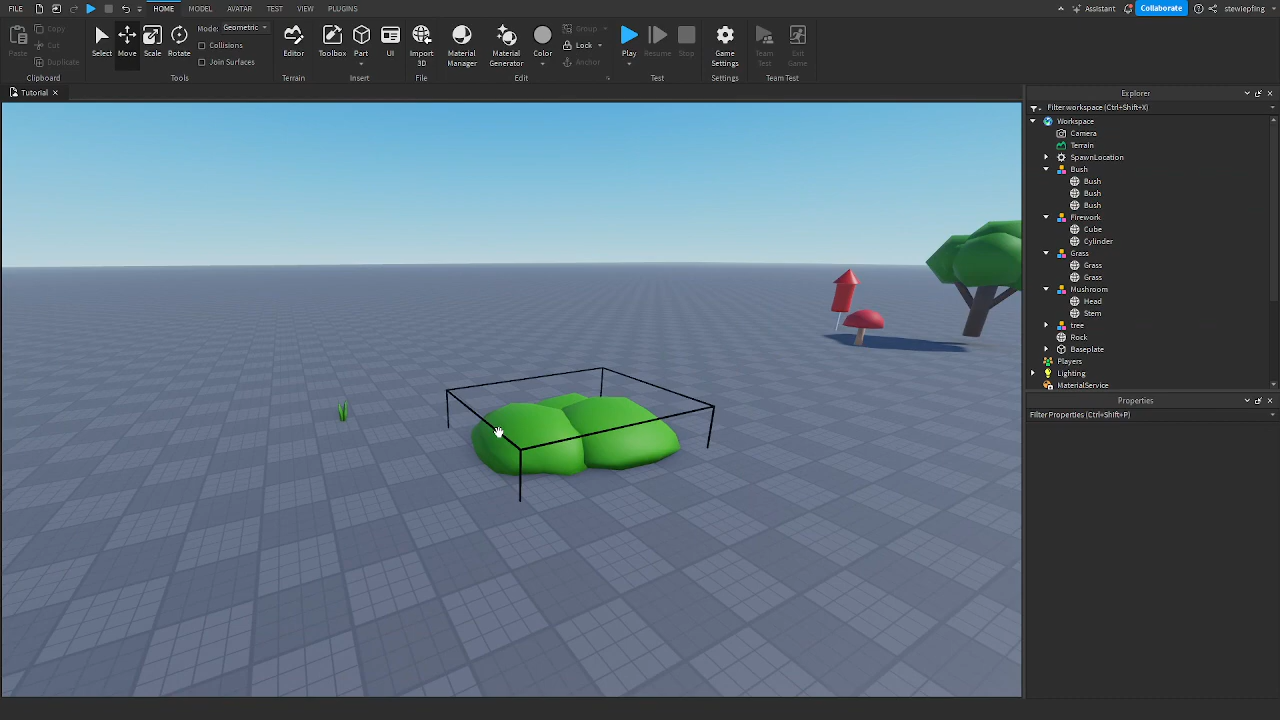 FILE HOME MODEL AVATAR TEST VIEW PLUGINS Assistant Collaborate stewiepfing
Paste Copy Cut Duplicate
Select Move Scale Rotate
Mode: Geometric
Collisions
Join Surfaces
Editor
Toolbox Part UI
Import 3D
Material Manager Material Generator Color
Group Lock Anchor
Play Resume Stop
Game Settings
Team Test Exit Game
Clipboard Tools Terrain Insert File Edit Test Settings Team Test
Tutorial
Explorer
Filter workspace (Ctrl+Shift+X)
Workspace
Camera
Terrain
SpawnLocation
Bush
Bush
Bush
Bush
Firework
Cube
Cylinder
Grass
Grass
Grass
Mushroom
Head
Stem
tree
Rock
Baseplate
Players
Lighting
MaterialService
Properties
Filter Properties (Ctrl+Shift+P)